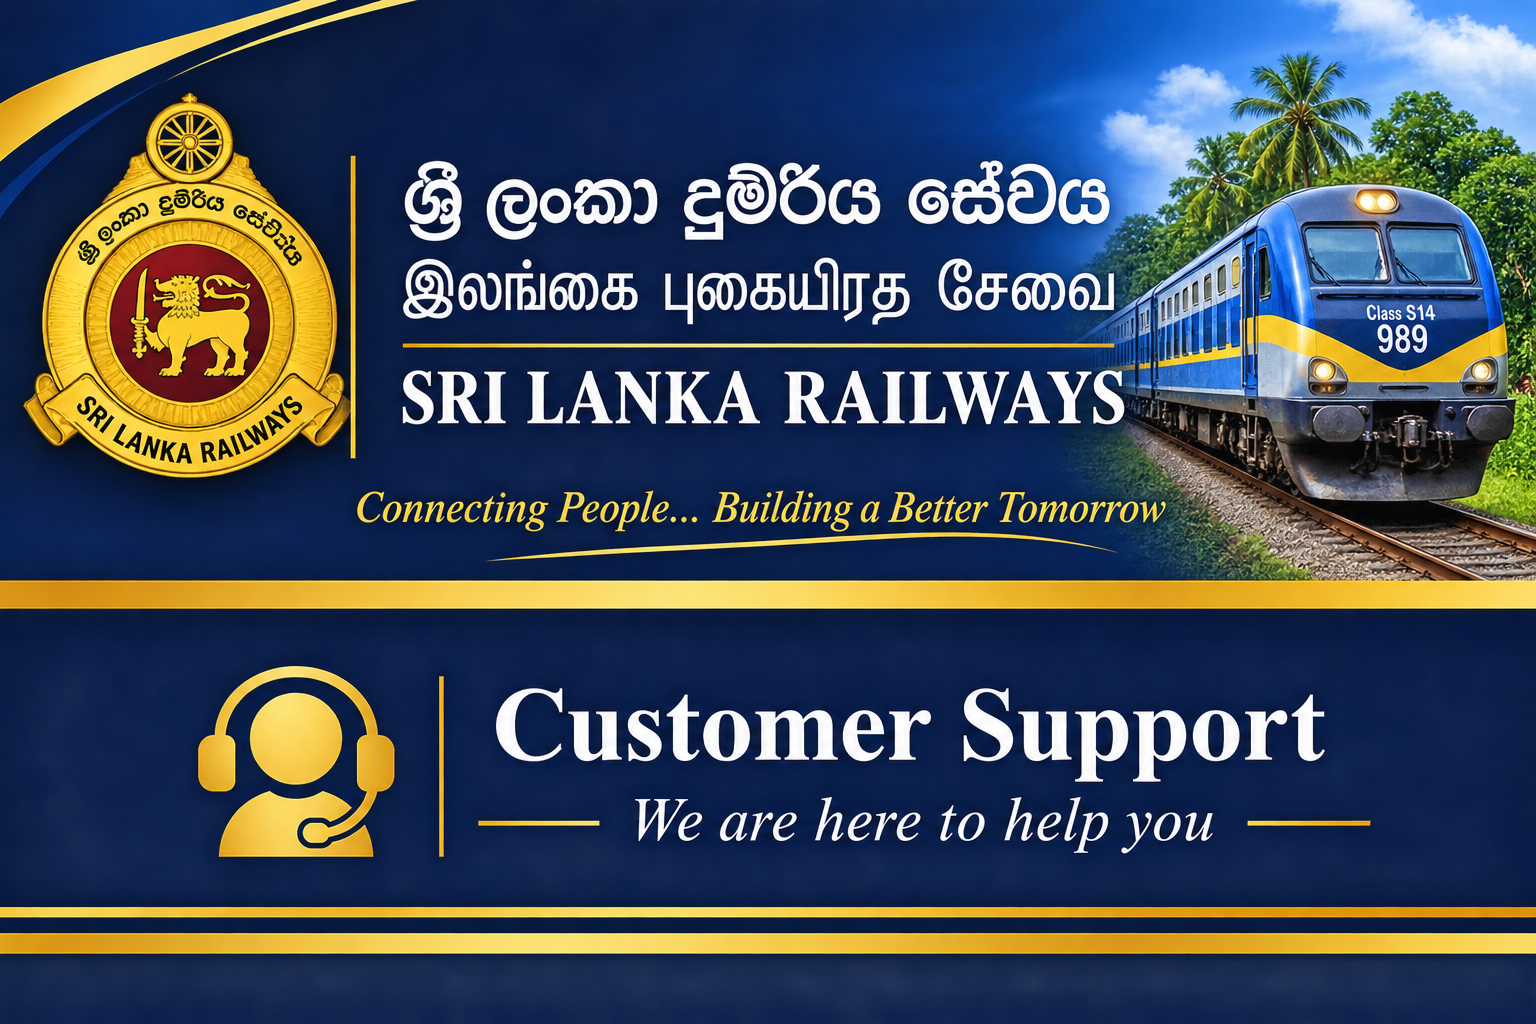 ශ්‍රී ලංකා දුම්රිය සේවය
SRI LANKA RAILWAYS
ශ්‍රී ලංකා දුම්රිය සේවය
இலங்கை புகையிரத சேவை
SRI LANKA RAILWAYS
Connecting People... Building a Better Tomorrow
Class S14
989
Customer Support
We are here to help you